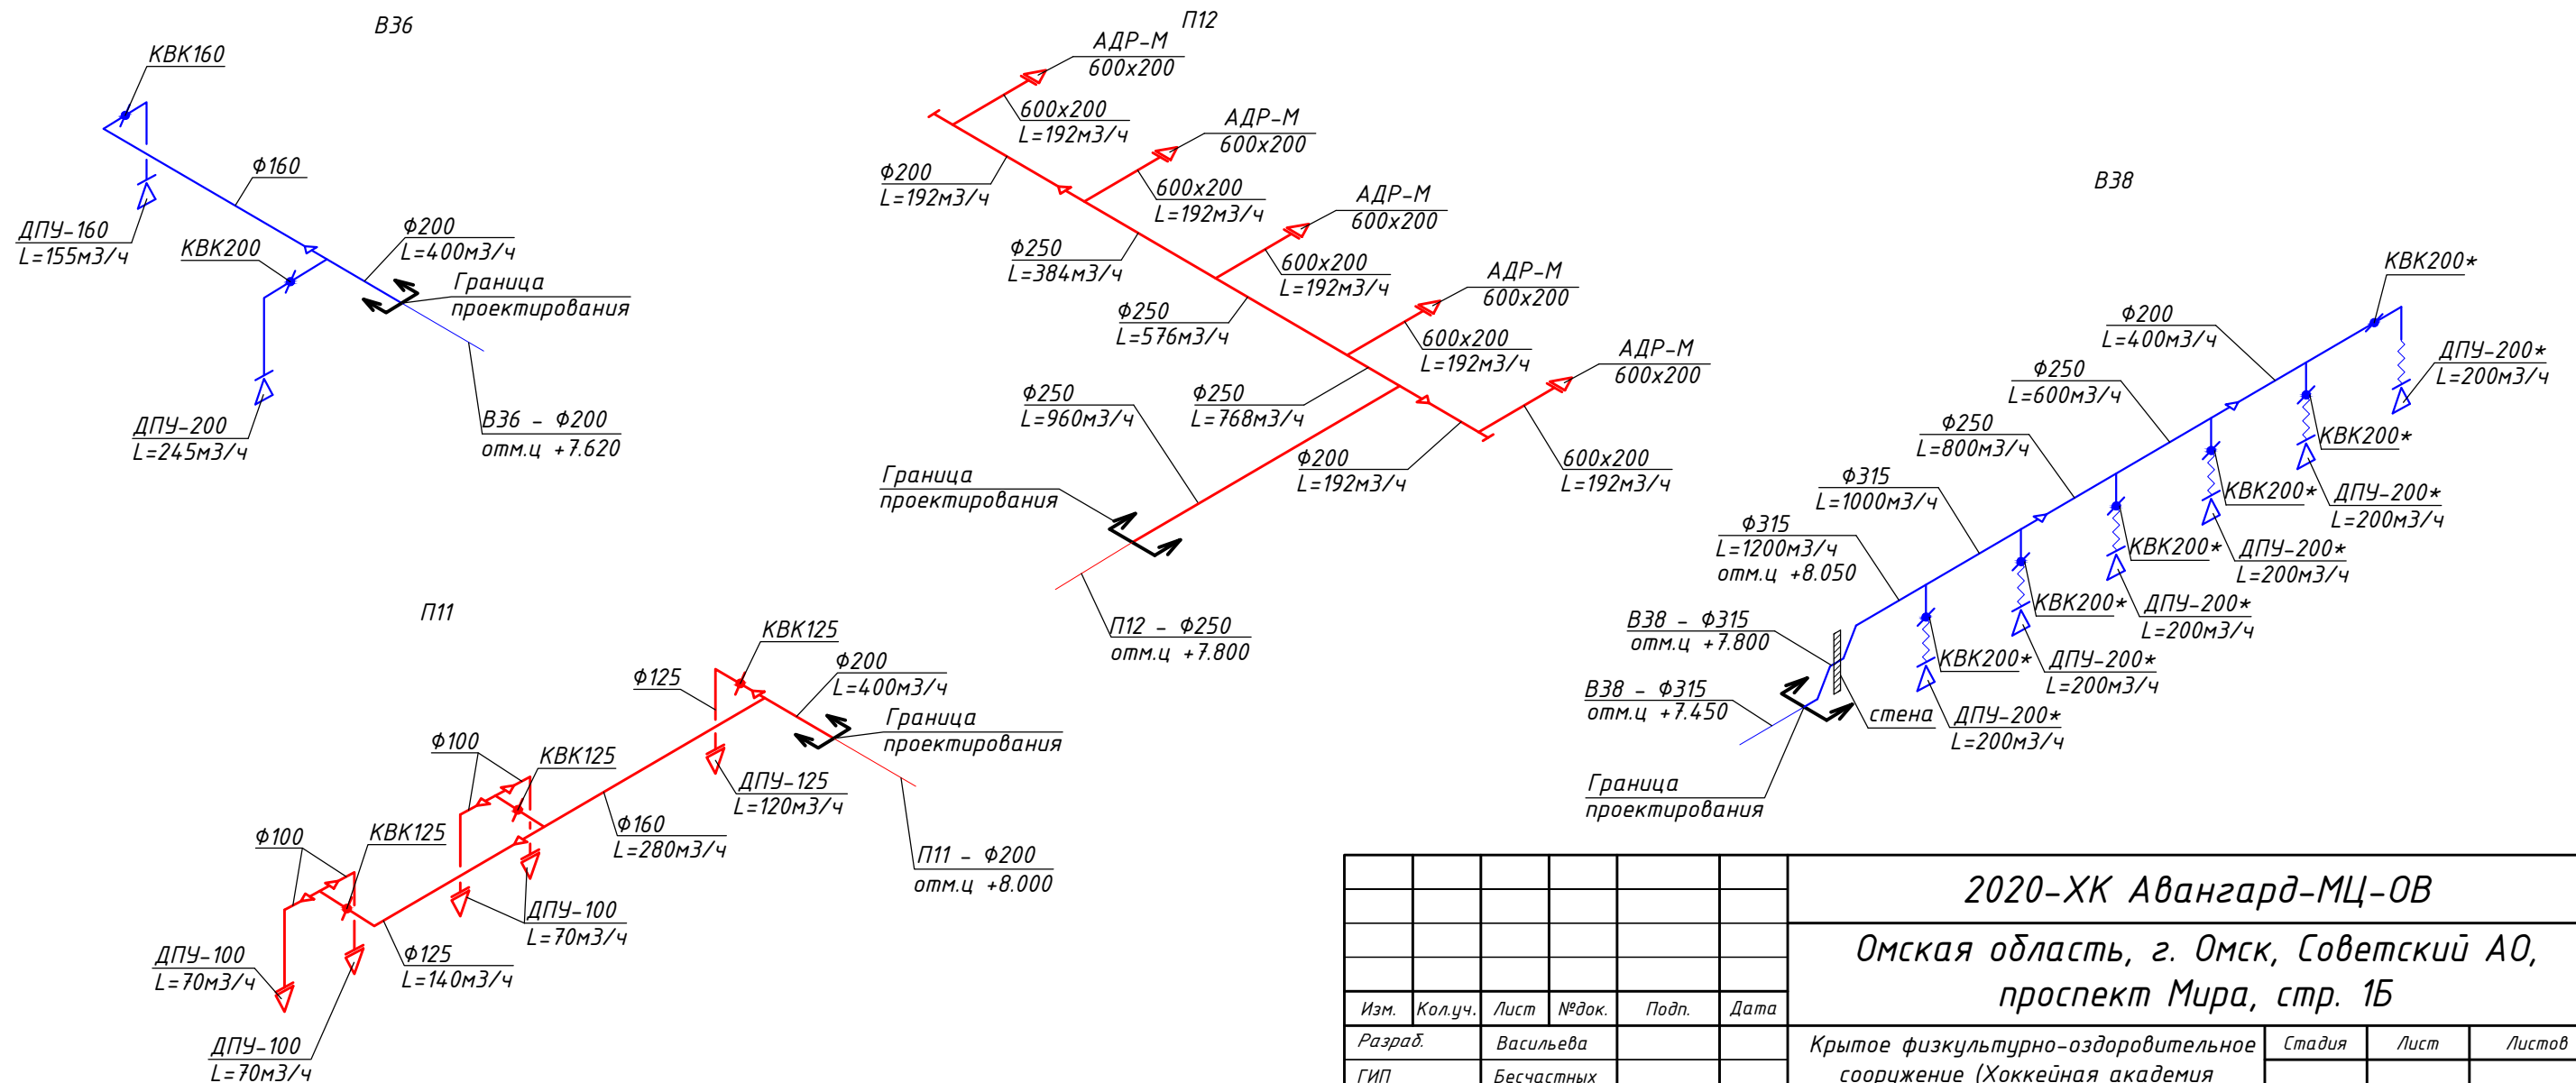 В36
КВК160
Ф160
ДПУ-160
L=155м3/ч
КВК200
Ф200
L=400м3/ч
Граница
проектирования
ДПУ-200
L=245м3/ч
В36 - Ф200
отм.ц +7.620
П12
АДР-М
600х200
600х200
L=192м3/ч
АДР-М
600х200
Ф200
L=192м3/ч
600х200
L=192м3/ч
АДР-М
600х200
Ф250
L=384м3/ч
600х200
L=192м3/ч
АДР-М
600х200
Ф250
L=576м3/ч
600х200
L=192м3/ч
АДР-М
600х200
Ф250
L=960м3/ч
Ф250
L=768м3/ч
Граница
проектирования
Ф200
L=192м3/ч
600х200
L=192м3/ч
П12 - Ф250
отм.ц +7.800
В38
КВК200*
Ф200
L=400м3/ч
ДПУ-200*
L=200м3/ч
Ф250
L=600м3/ч
КВК200*
Ф250
L=800м3/ч
ДПУ-200*
L=200м3/ч
КВК200*
Ф315
L=1000м3/ч
ДПУ-200*
L=200м3/ч
КВК200*
Ф315
L=1200м3/ч
отм.ц +8.050
ДПУ-200*
L=200м3/ч
КВК200*
В38 - Ф315
отм.ц +7.800
ДПУ-200*
L=200м3/ч
КВК200*
В38 - Ф315
отм.ц +7.450
стена
ДПУ-200*
L=200м3/ч
Граница
проектирования
П11
КВК125
Ф125
Ф200
L=400м3/ч
Граница
проектирования
Ф100
КВК125
ДПУ-125
L=120м3/ч
Ф100
КВК125
Ф160
L=280м3/ч
П11 - Ф200
отм.ц +8.000
ДПУ-100
L=70м3/ч
ДПУ-100
L=70м3/ч
Ф125
L=140м3/ч
ДПУ-100
L=70м3/ч
2020-ХК Авангард-МЦ-ОВ
Омская область, г. Омск, Советский АО,
проспект Мира, стр. 1Б
Изм. Кол.уч. Лист №док. Подп. Дата
Разраб. Васильева
ГИП Бесчастных
Крытое физкультурно-оздоровительное
сооружение (Хоккейная академия
Стадия Лист Листов